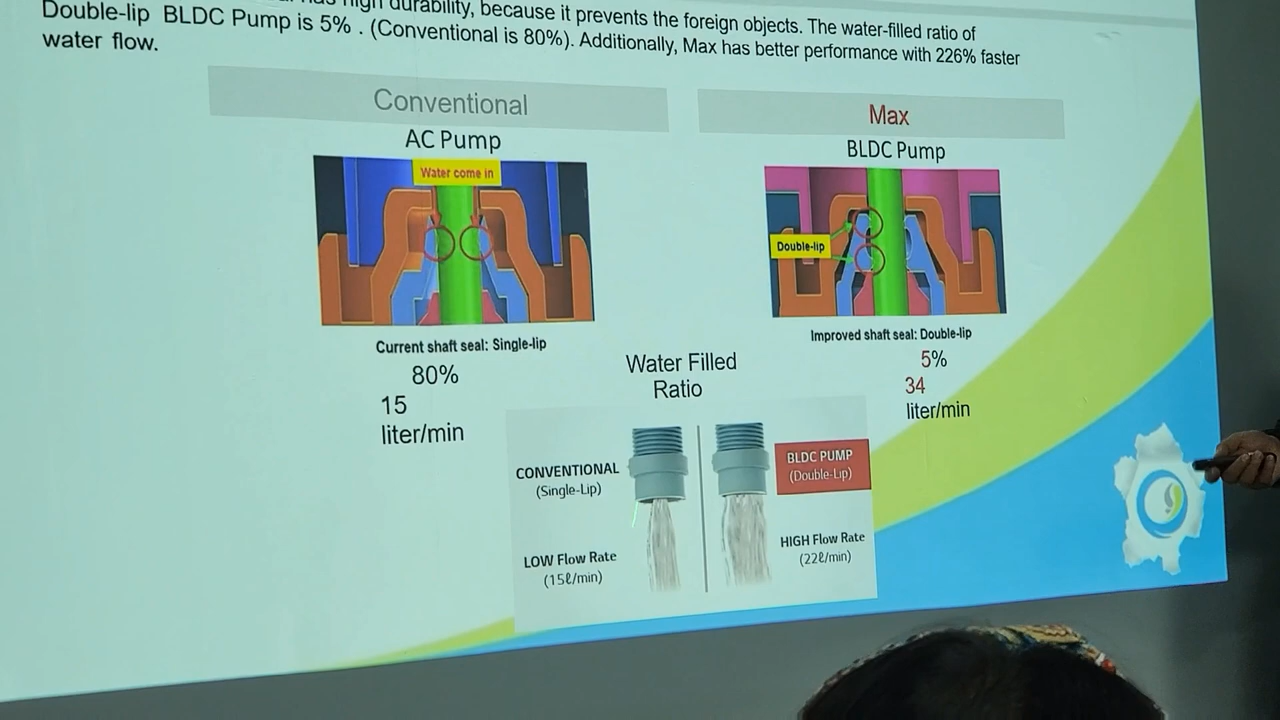 high durability, because it prevents the foreign objects. The water-filled ratio of
Double-lip BLDC Pump is 5% . (Conventional is 80%). Additionally, Max has better performance with 226% faster
water flow.
Conventional
Max
AC Pump
BLDC Pump
Water come in
Double-lip
Current shaft seal: Single-lip
Improved shaft seal: Double-lip
80%
Water Filled
Ratio
5%
15
liter/min
34
liter/min
CONVENTIONAL
(Single-Lip)
BLDC PUMP
(Double-Lip)
LOW Flow Rate
(15ℓ/min)
HIGH Flow Rate
(22ℓ/min)